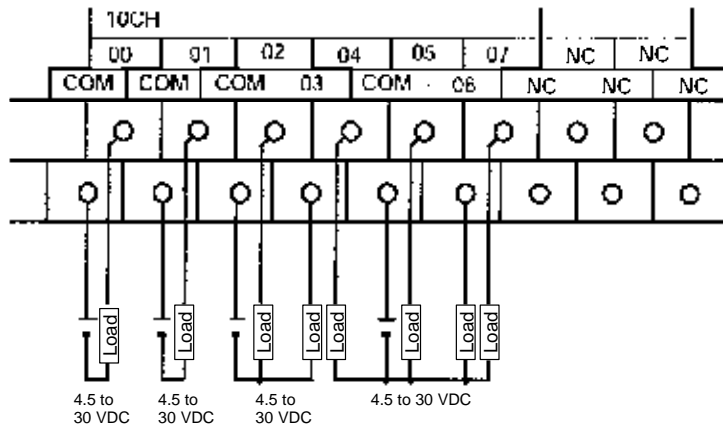 10CH
00 01 02 04 05 07 NC NC
COM COM COM 03 COM 06 NC NC NC
Load Load Load Load Load Load Load Load
4.5 to 4.5 to 4.5 to 4.5 to 30 VDC
30 VDC 30 VDC 30 VDC